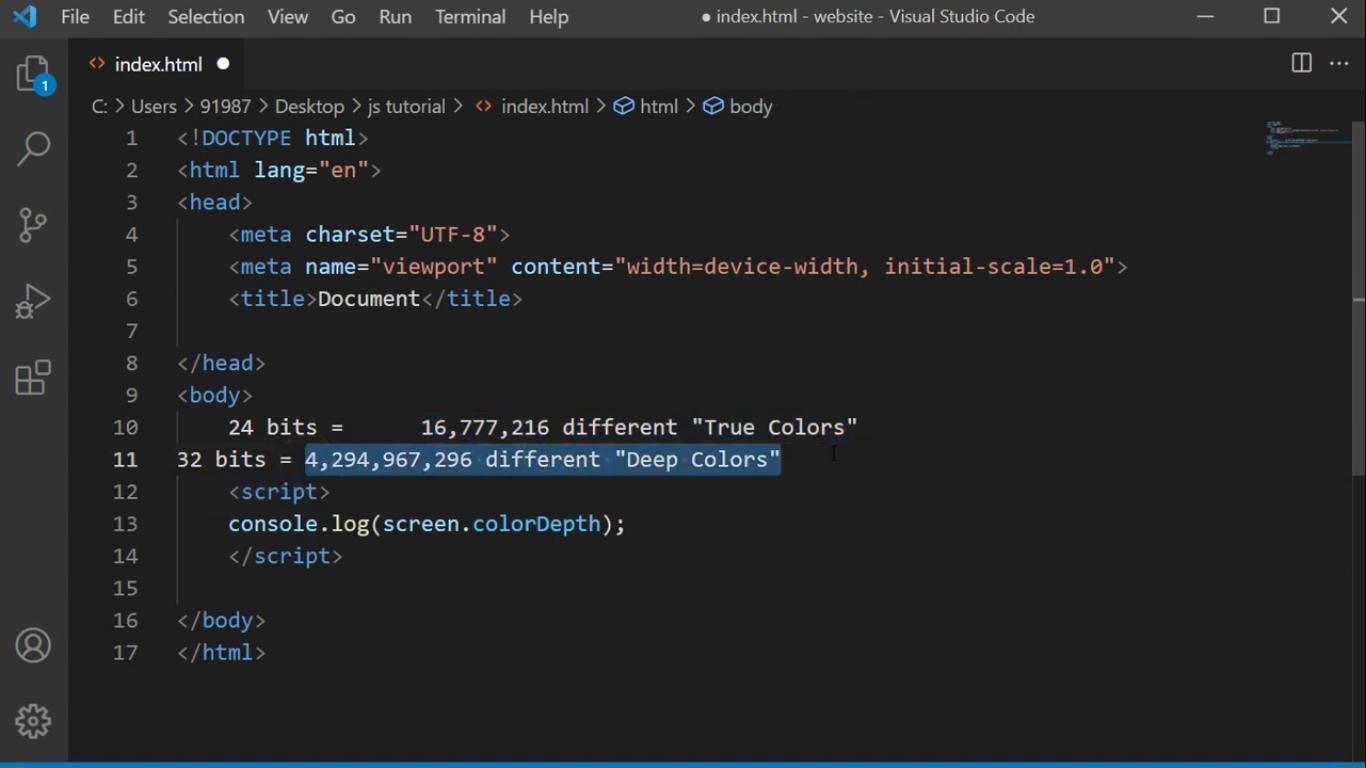 File Edit Selection View Go Run Terminal Help ● index.html - website - Visual Studio Code
index.html
1
C: > Users > 91987 > Desktop > js tutorial > index.html > html > body
1 <!DOCTYPE html>
2 <html lang="en">
3 <head>
4 <meta charset="UTF-8">
5 <meta name="viewport" content="width=device-width, initial-scale=1.0">
6 <title>Document</title>
7
8 </head>
9 <body>
10 24 bits =      16,777,216 different "True Colors"
11 32 bits = 4,294,967,296 different "Deep Colors"
12 <script>
13 console.log(screen.colorDepth);
14 </script>
15
16 </body>
17 </html>